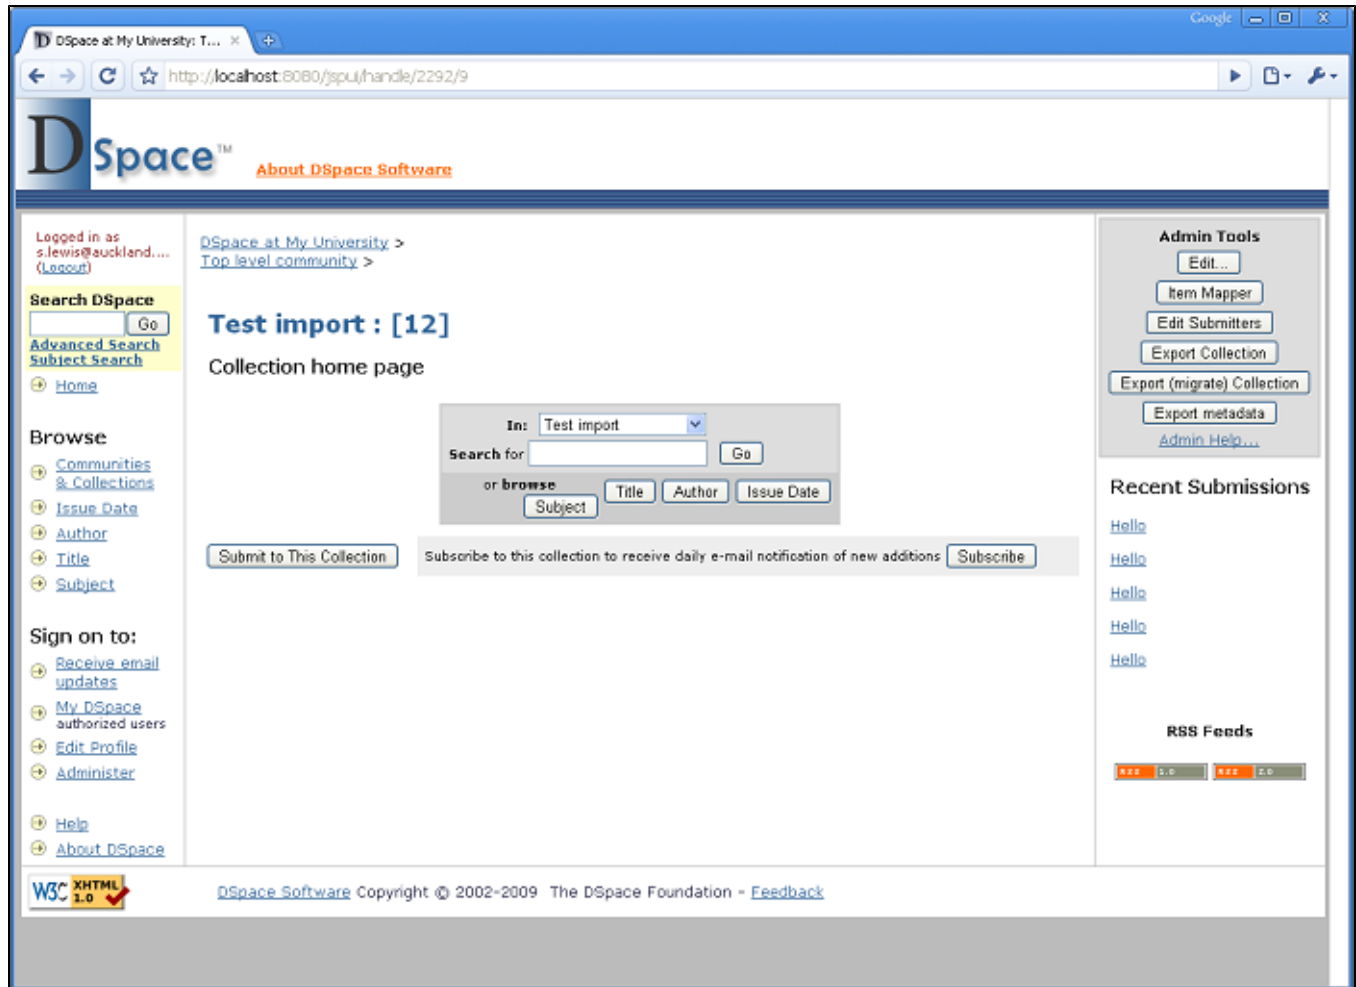 Google
DSpace at My University: T...
http://localhost:8080/jspui/handle/2292/9
DSpace™
About DSpace Software
Logged in as
s.lewis@auckland....
(Logout)
Search DSpace
Go
Advanced Search
Subject Search
Home
Browse
Communities
& Collections
Issue Date
Author
Title
Subject
Sign on to:
Receive email
updates
My DSpace
authorized users
Edit Profile
Administer
Help
About DSpace
DSpace at My University >
Top level community >
Test import : [12]
Collection home page
In: Test import
Search for Go
or browse Title Author Issue Date
Subject
Submit to This Collection
Subscribe to this collection to receive daily e-mail notification of new additions Subscribe
Admin Tools
Edit...
Item Mapper
Edit Submitters
Export Collection
Export (migrate) Collection
Export metadata
Admin Help...
Recent Submissions
Hello
Hello
Hello
Hello
Hello
RSS Feeds
RSS 1.0 RSS 2.0
W3C XHTML
1.0
DSpace Software Copyright © 2002-2009 The DSpace Foundation - Feedback